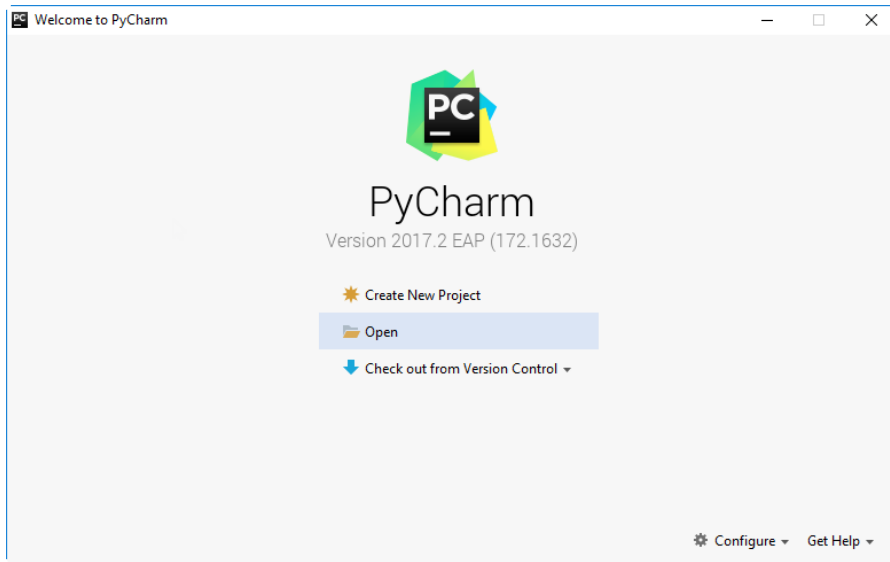 PC Welcome to PyCharm
PC
PyCharm
Version 2017.2 EAP (172.1632)
Create New Project
Open
Check out from Version Control
Configure Get Help